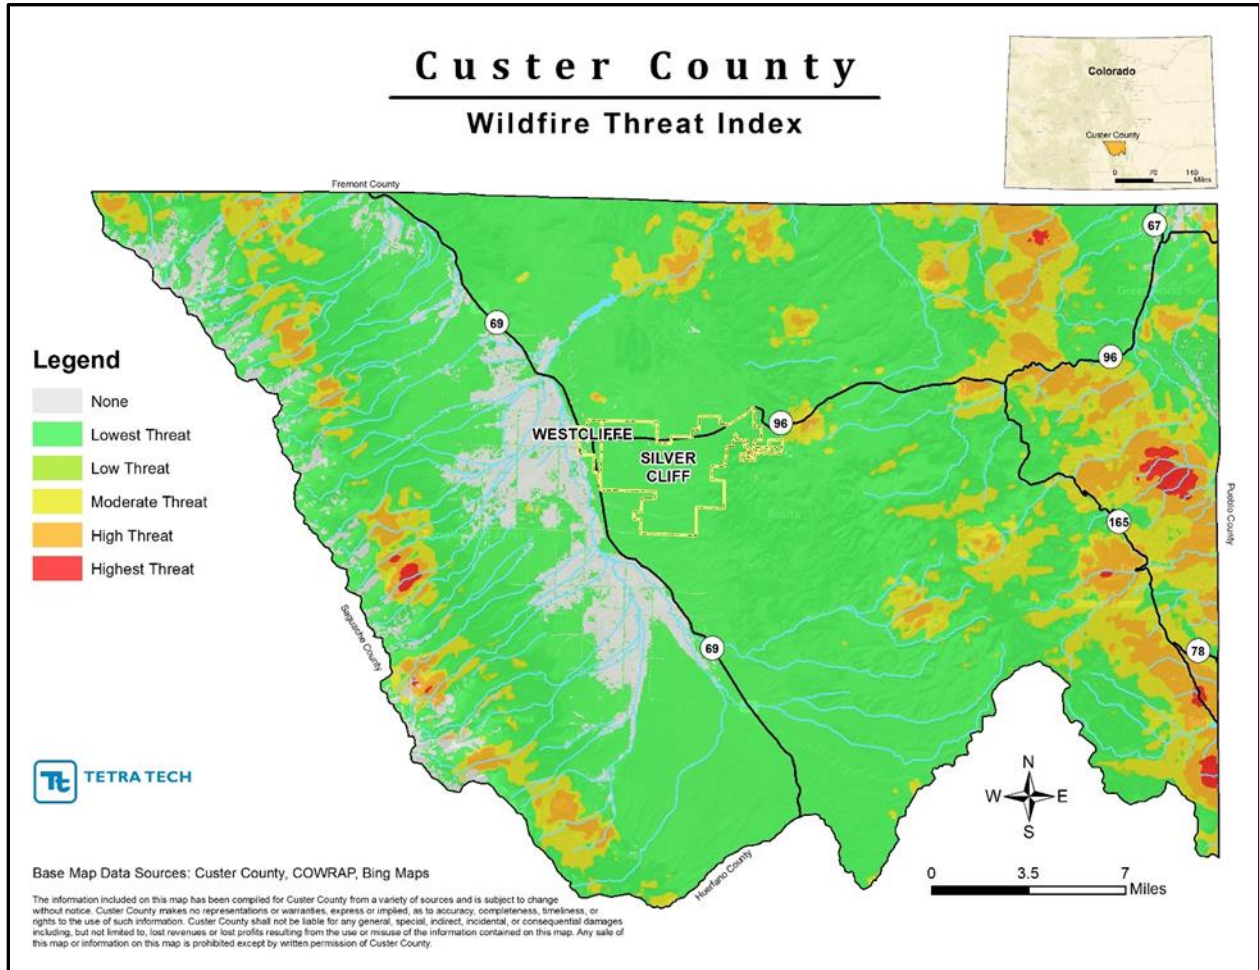 Custer County
Wildfire Threat Index
Colorado
Custer County
0 70 140
Miles
Fremont County
67
69
96
Legend
None
Lowest Threat
Low Threat
Moderate Threat
High Threat
Highest Threat
WESTCLIFFE
96
SILVER
CLIFF
Pueblo County
165
Saguache County
69
78
TETRA TECH
N
W E
S
Huerfano County
0 3.5 7
Miles
Base Map Data Sources: Custer County, COWRAP, Bing Maps
The information included on this map has been compiled for Custer County from a variety of sources and is subject to change
without notice. Custer County makes no representations or warranties, express or implied, as to accuracy, completeness, timeliness, or
rights to the use of such information. Custer County shall not be liable for any general, special, indirect, incidental, or consequential damages
including, but not limited to, lost revenues or lost profits resulting from the use or misuse of the information contained on this map. Any sale of
this map or information on this map is prohibited except by written permission of Custer County.